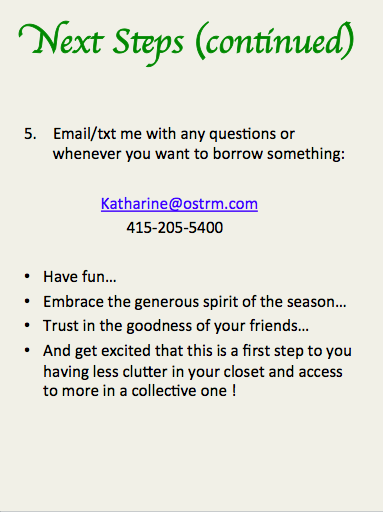 Next Steps (continued)
5. Email/txt me with any questions or
whenever you want to borrow something:
Katharine@ostrm.com
415-205-5400
• Have fun…
• Embrace the generous spirit of the season…
• Trust in the goodness of your friends…
• And get excited that this is a first step to you
having less clutter in your closet and access
to more in a collective one !